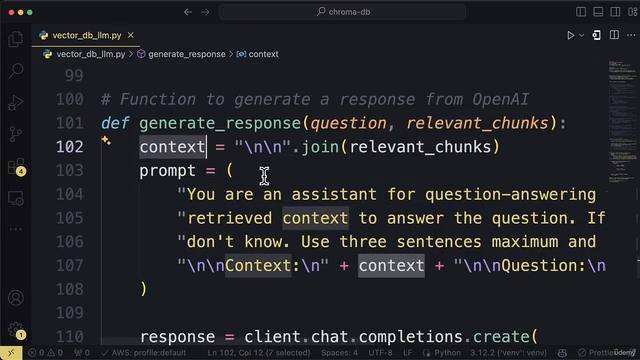 chroma-db
vector_db_llm.py
vector_db_llm.py > generate_response > context
99
100 # Function to generate a response from OpenAI
101 def generate_response(question, relevant_chunks):
102 context = "\n\n".join(relevant_chunks)
103 prompt = (
104 "You are an assistant for question-answering
105 "retrieved context to answer the question. If
106 "don't know. Use three sentences maximum and
107 "\n\nContext:\n" + context + "\n\nQuestion:\n
108 )
109
110 response = client.chat.completions.create(
0 0 0 AWS: profile:default Ln 102, Col 12 (7 selected) Spaces: 4 UTF-8 LF Python 3.12.2 ('venv': venv) Prettier